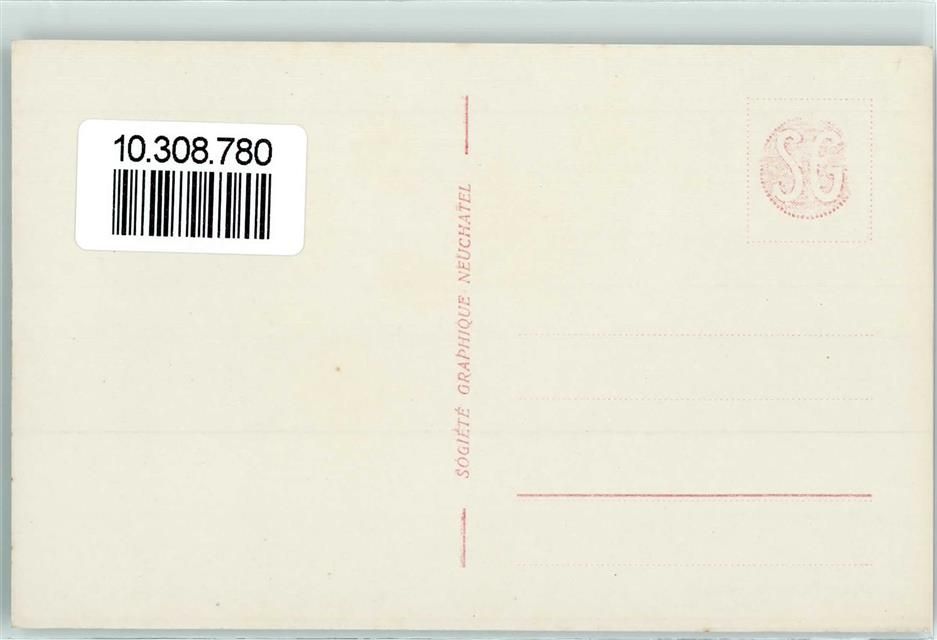 10.308.780
SOCIÉTÉ GRAPHIQUE NEUCHATEL
SG